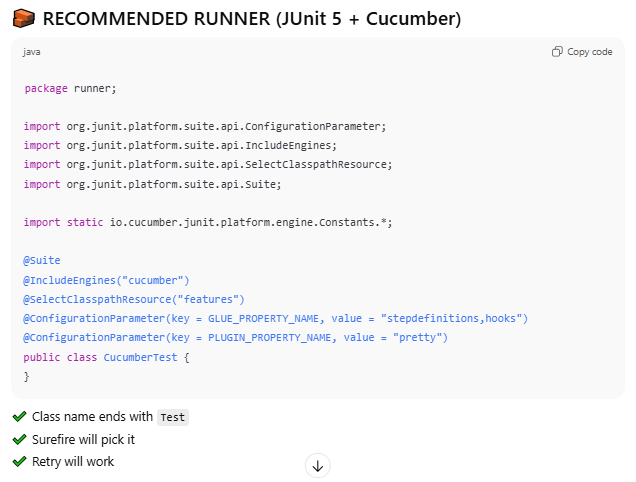 RECOMMENDED RUNNER (JUnit 5 + Cucumber)
java
Copy code
package runner;
import org.junit.platform.suite.api.ConfigurationParameter;
import org.junit.platform.suite.api.IncludeEngines;
import org.junit.platform.suite.api.SelectClasspathResource;
import org.junit.platform.suite.api.Suite;
import static io.cucumber.junit.platform.engine.Constants.*;
@Suite
@IncludeEngines("cucumber")
@SelectClasspathResource("features")
@ConfigurationParameter(key = GLUE_PROPERTY_NAME, value = "stepdefinitions,hooks")
@ConfigurationParameter(key = PLUGIN_PROPERTY_NAME, value = "pretty")
public class CucumberTest {
}
Class name ends with Test
Surefire will pick it
Retry will work